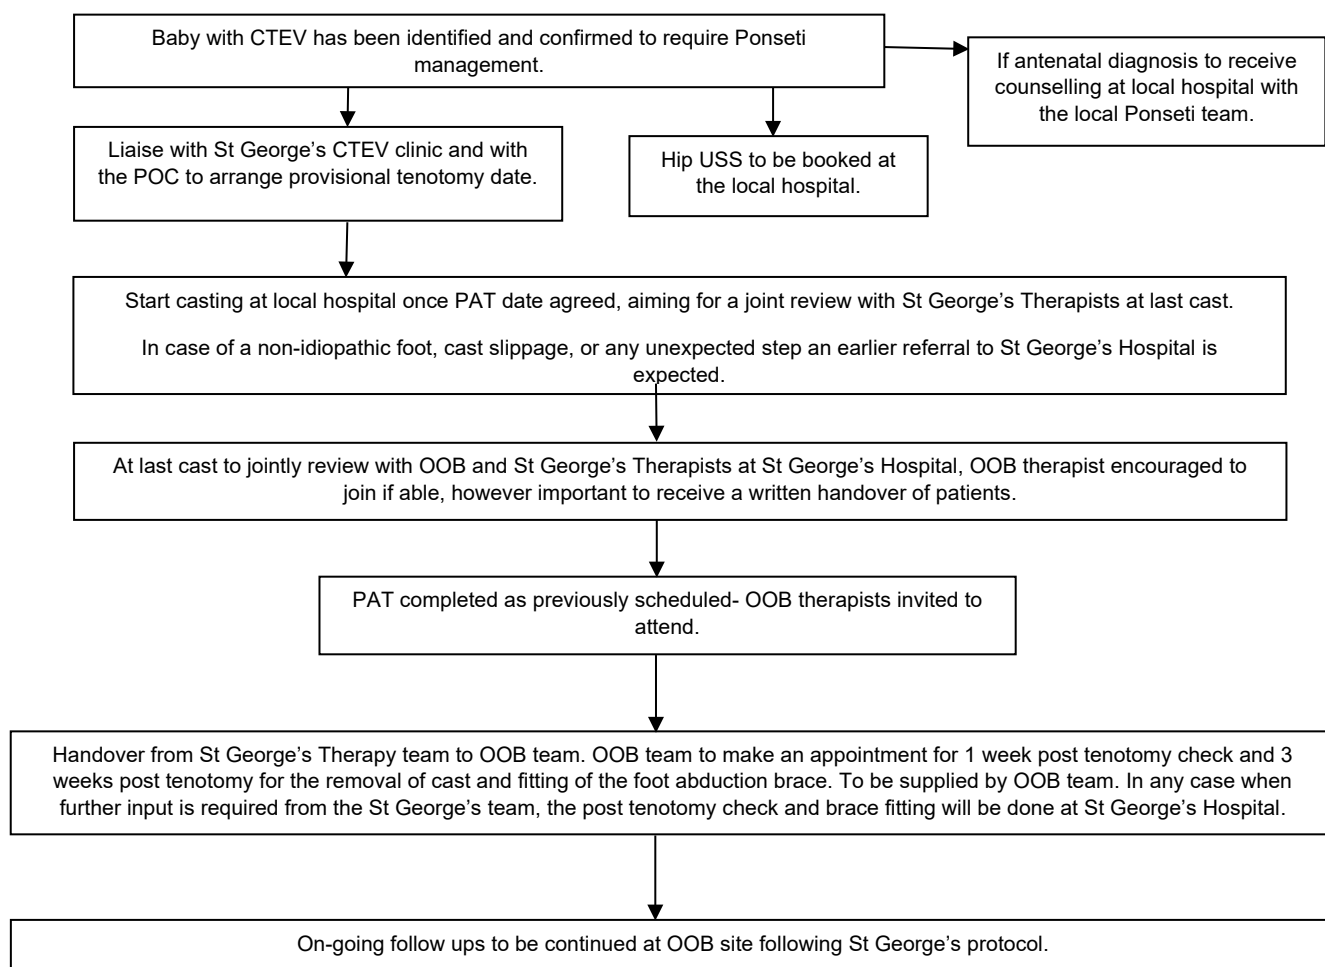 Baby with CTEV has been identified and confirmed to require Ponseti
management.
If antenatal diagnosis to receive
counselling at local hospital with
the local Ponseti team.
Liaise with St George’s CTEV clinic and with
the POC to arrange provisional tenotomy date.
Hip USS to be booked at
the local hospital.
Start casting at local hospital once PAT date agreed, aiming for a joint review with St George’s Therapists at last cast.
In case of a non-idiopathic foot, cast slippage, or any unexpected step an earlier referral to St George’s Hospital is
expected.
At last cast to jointly review with OOB and St George’s Therapists at St George’s Hospital, OOB therapist encouraged to
join if able, however important to receive a written handover of patients.
PAT completed as previously scheduled- OOB therapists invited to
attend.
Handover from St George’s Therapy team to OOB team. OOB team to make an appointment for 1 week post tenotomy check and 3
weeks post tenotomy for the removal of cast and fitting of the foot abduction brace. To be supplied by OOB team. In any case when
further input is required from the St George’s team, the post tenotomy check and brace fitting will be done at St George’s Hospital.
On-going follow ups to be continued at OOB site following St George’s protocol.